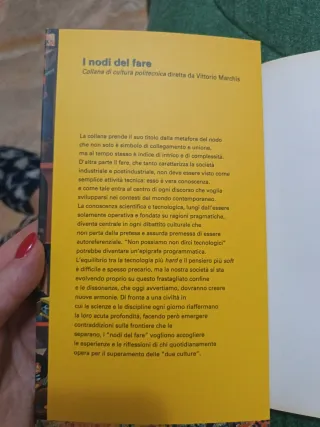 I nodi del fare
Collana di cultura politecnica diretta da Vittorio Marchis
La collana prende il suo titolo dalla metafora del nodo
che non solo è simbolo di collegamento e unione,
ma al tempo stesso è indice di intrico e di complessità.
D'altra parte il fare, che tanto caratterizza la società
industriale e postindustriale, non deve essere visto come
semplice attività tecnica: esso è vera conoscenza,
e come tale entra al centro di ogni discorso che voglia
svilupparsi nel contesto del mondo contemporaneo.
La conoscenza scientifica e tecnologica, lungi dall'essere
solamente operativa e fondata su ragioni pragmatiche,
diventa centrale in ogni dibattito culturale che
non parta dalla pretesa e assurda premessa di essere
autoreferenziale. "Non possiamo non dirci tecnologici"
potrebbe diventare un'epigrafe programmatica.
L'equilibrio tra le tecnologie più hard e il pensiero più soft
è difficile e spesso precario, ma la nostra società si sta
evolvendo proprio su questo frastagliato confine
e le dissonanze, che oggi avvertiamo, dovranno creare
nuove armonie. Di fronte a una civiltà in
cui le scienze e le discipline ogni giorno riaffermano
la loro acuta profondità, facendo però emergere
contraddizioni sulle frontiere che le
separano, i "nodi del fare" vogliono accogliere
le esperienze e le riflessioni di chi quotidianamente
opera per il superamento delle "due culture".